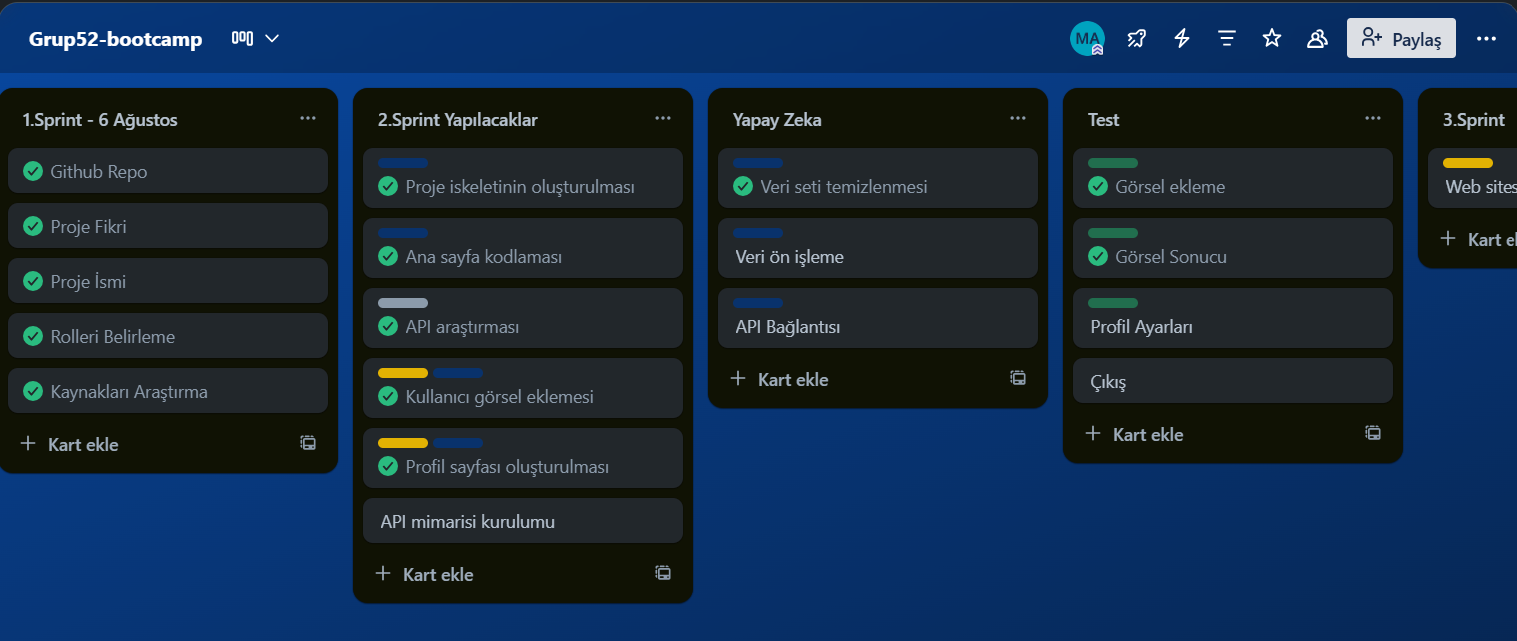 Grup52-bootcamp
MA
Paylaş
1.Sprint - 6 Ağustos
Github Repo
Proje Fikri
Proje İsmi
Rolleri Belirleme
Kaynakları Araştırma
Kart ekle
2.Sprint Yapılacaklar
Proje iskeletinin oluşturulması
Ana sayfa kodlaması
API araştırması
Kullanıcı görsel eklemesi
Profil sayfası oluşturulması
API mimarisi kurulumu
Kart ekle
Yapay Zeka
Veri seti temizlenmesi
Veri ön işleme
API Bağlantısı
Kart ekle
Test
Görsel ekleme
Görsel Sonucu
Profil Ayarları
Çıkış
Kart ekle
3.Sprint
Web sites
Kart ek